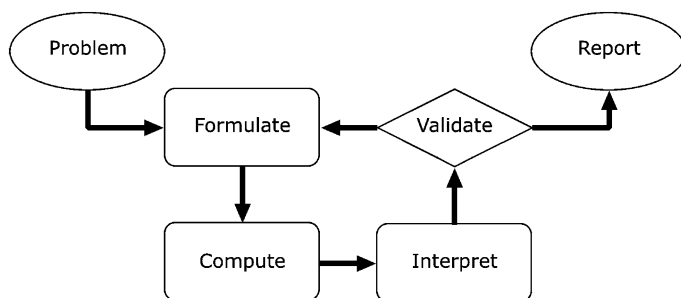 Problem
Report
Formulate
Validate
Compute
Interpret